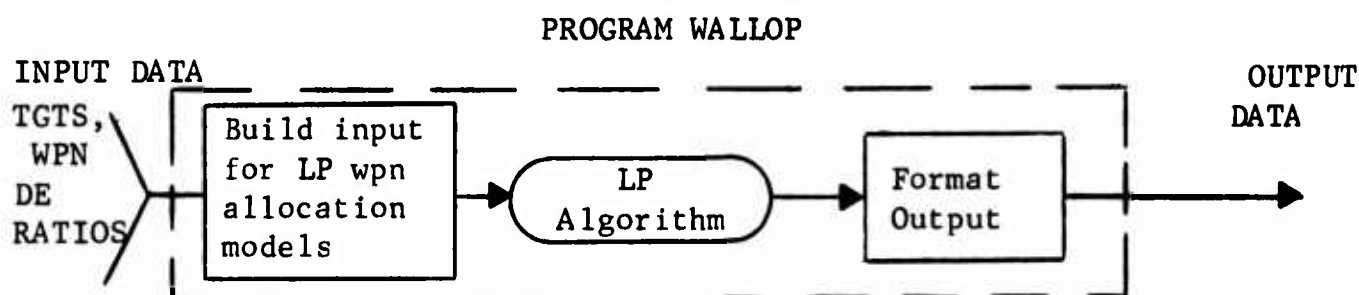 PROGRAM WALLOP
INPUT DATA
TGTS,
WPN
DE
RATIOS
Build input
for LP wpn
allocation
models
LP
Algorithm
Format
Output
OUTPUT
DATA